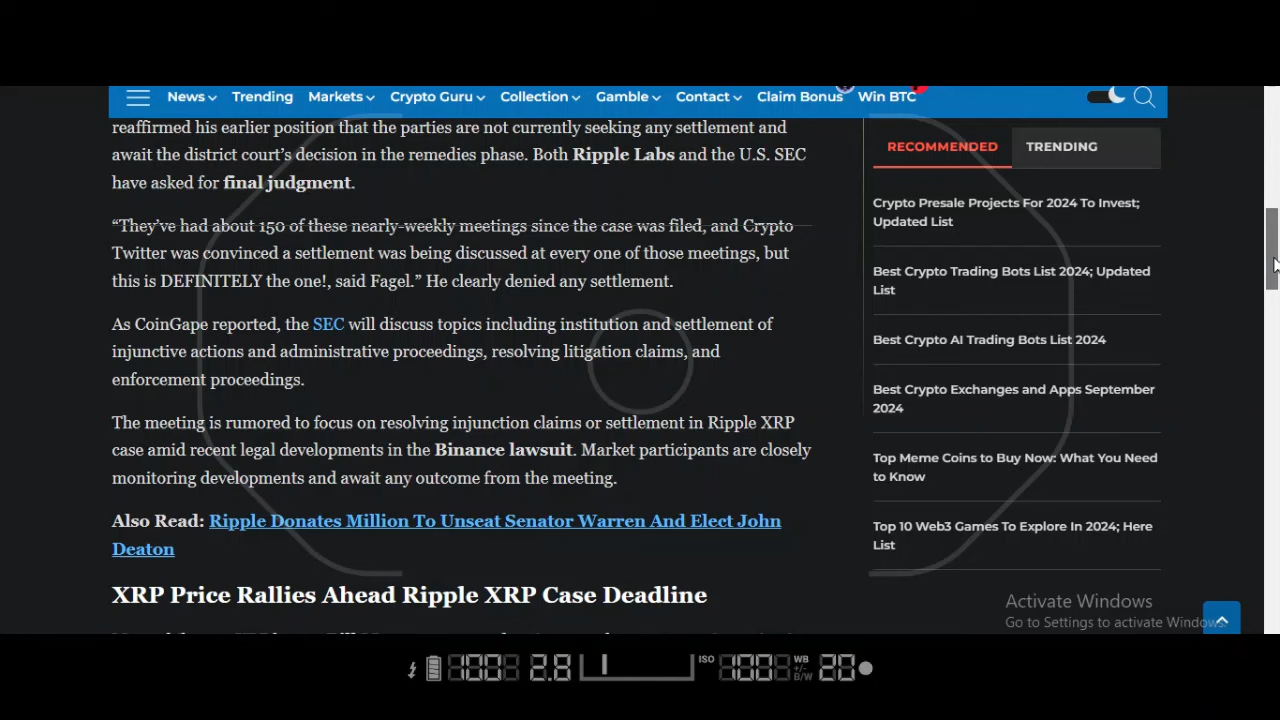 News Trending Markets Crypto Guru Collection Gamble Contact Claim Bonus Win BTC
reaffirmed his earlier position that the parties are not currently seeking any settlement and
await the district court’s decision in the remedies phase. Both Ripple Labs and the U.S. SEC
have asked for final judgment.
“They’ve had about 150 of these nearly-weekly meetings since the case was filed, and Crypto
Twitter was convinced a settlement was being discussed at every one of those meetings, but
this is DEFINITELY the one!, said Fagel.” He clearly denied any settlement.
As CoinGape reported, the SEC will discuss topics including institution and settlement of
injunctive actions and administrative proceedings, resolving litigation claims, and
enforcement proceedings.
The meeting is rumored to focus on resolving injunction claims or settlement in Ripple XRP
case amid recent legal developments in the Binance lawsuit. Market participants are closely
monitoring developments and await any outcome from the meeting.
Also Read: Ripple Donates Million To Unseat Senator Warren And Elect John
Deaton
XRP Price Rallies Ahead Ripple XRP Case Deadline
RECOMMENDED TRENDING
Crypto Presale Projects For 2024 To Invest;
Updated List
Best Crypto Trading Bots List 2024; Updated
List
Best Crypto AI Trading Bots List 2024
Best Crypto Exchanges and Apps September
2024
Top Meme Coins to Buy Now: What You Need
to Know
Top 10 Web3 Games To Explore In 2024; Here
List
Activate Windows
Go to Settings to activate Windows.
100 2.8 ISO 100 WB +/- B/W 20